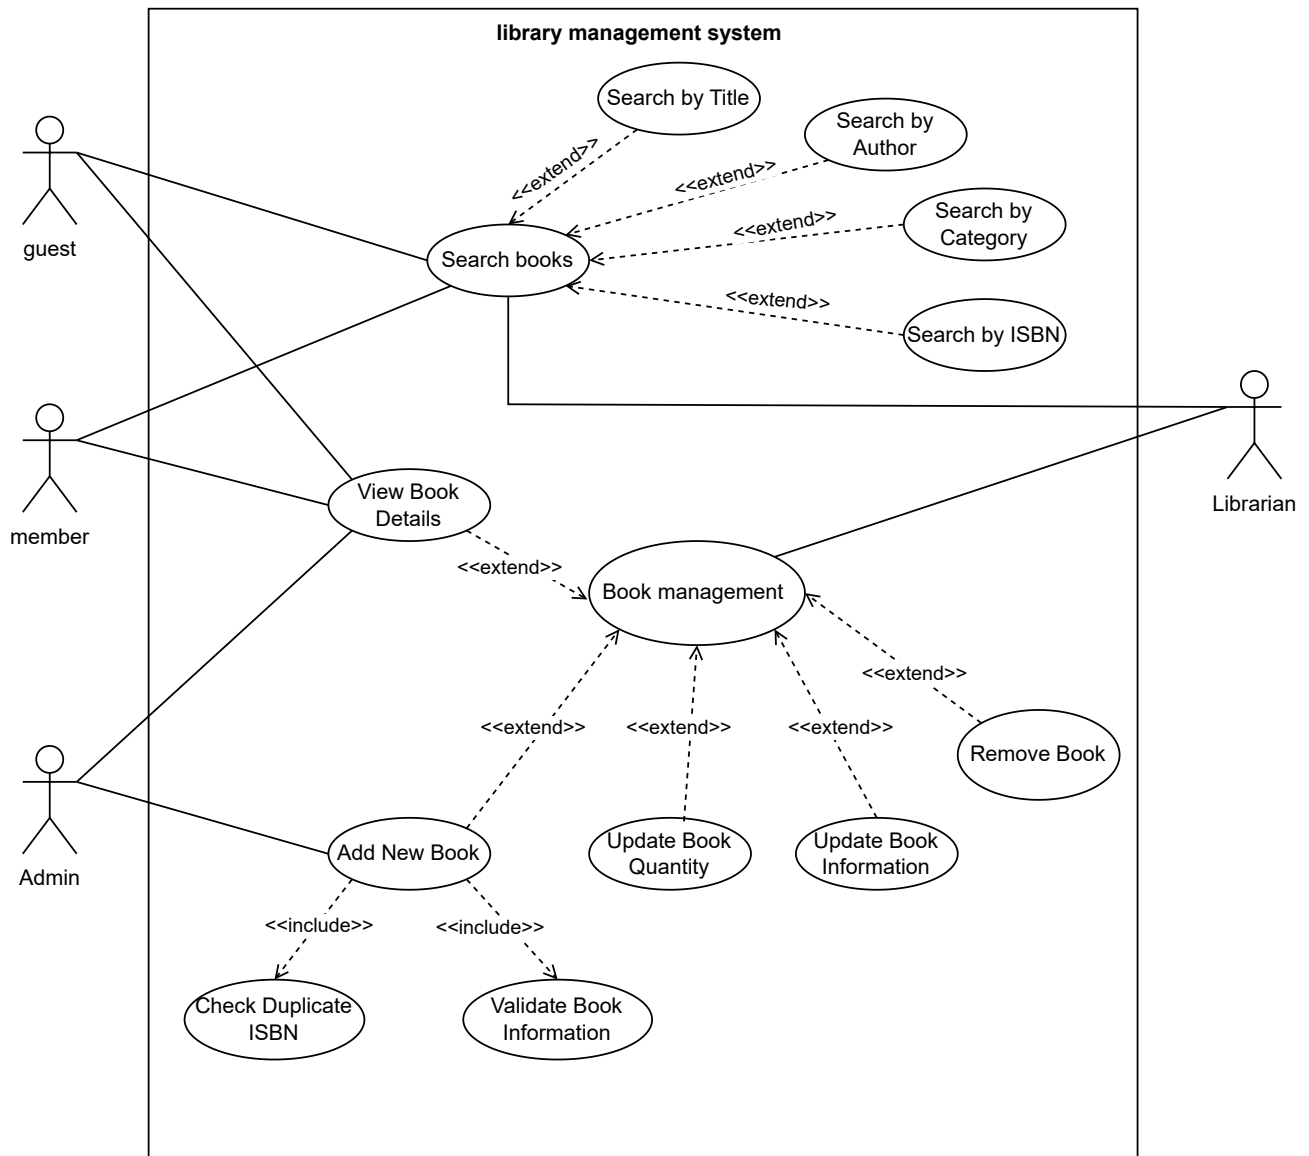 library management system
Search by Title
Search by
Author
<<extend>>
<<extend>>
Search by
Category
<<extend>>
guest
Search books
<<extend>>
Search by ISBN
View Book
Details
Librarian
member
<<extend>>
Book management
<<extend>>
<<extend>>
<<extend>>
<<extend>>
Remove Book
Add New Book
Update Book
Quantity
Update Book
Information
Admin
<<include>>
<<include>>
Check Duplicate
ISBN
Validate Book
Information